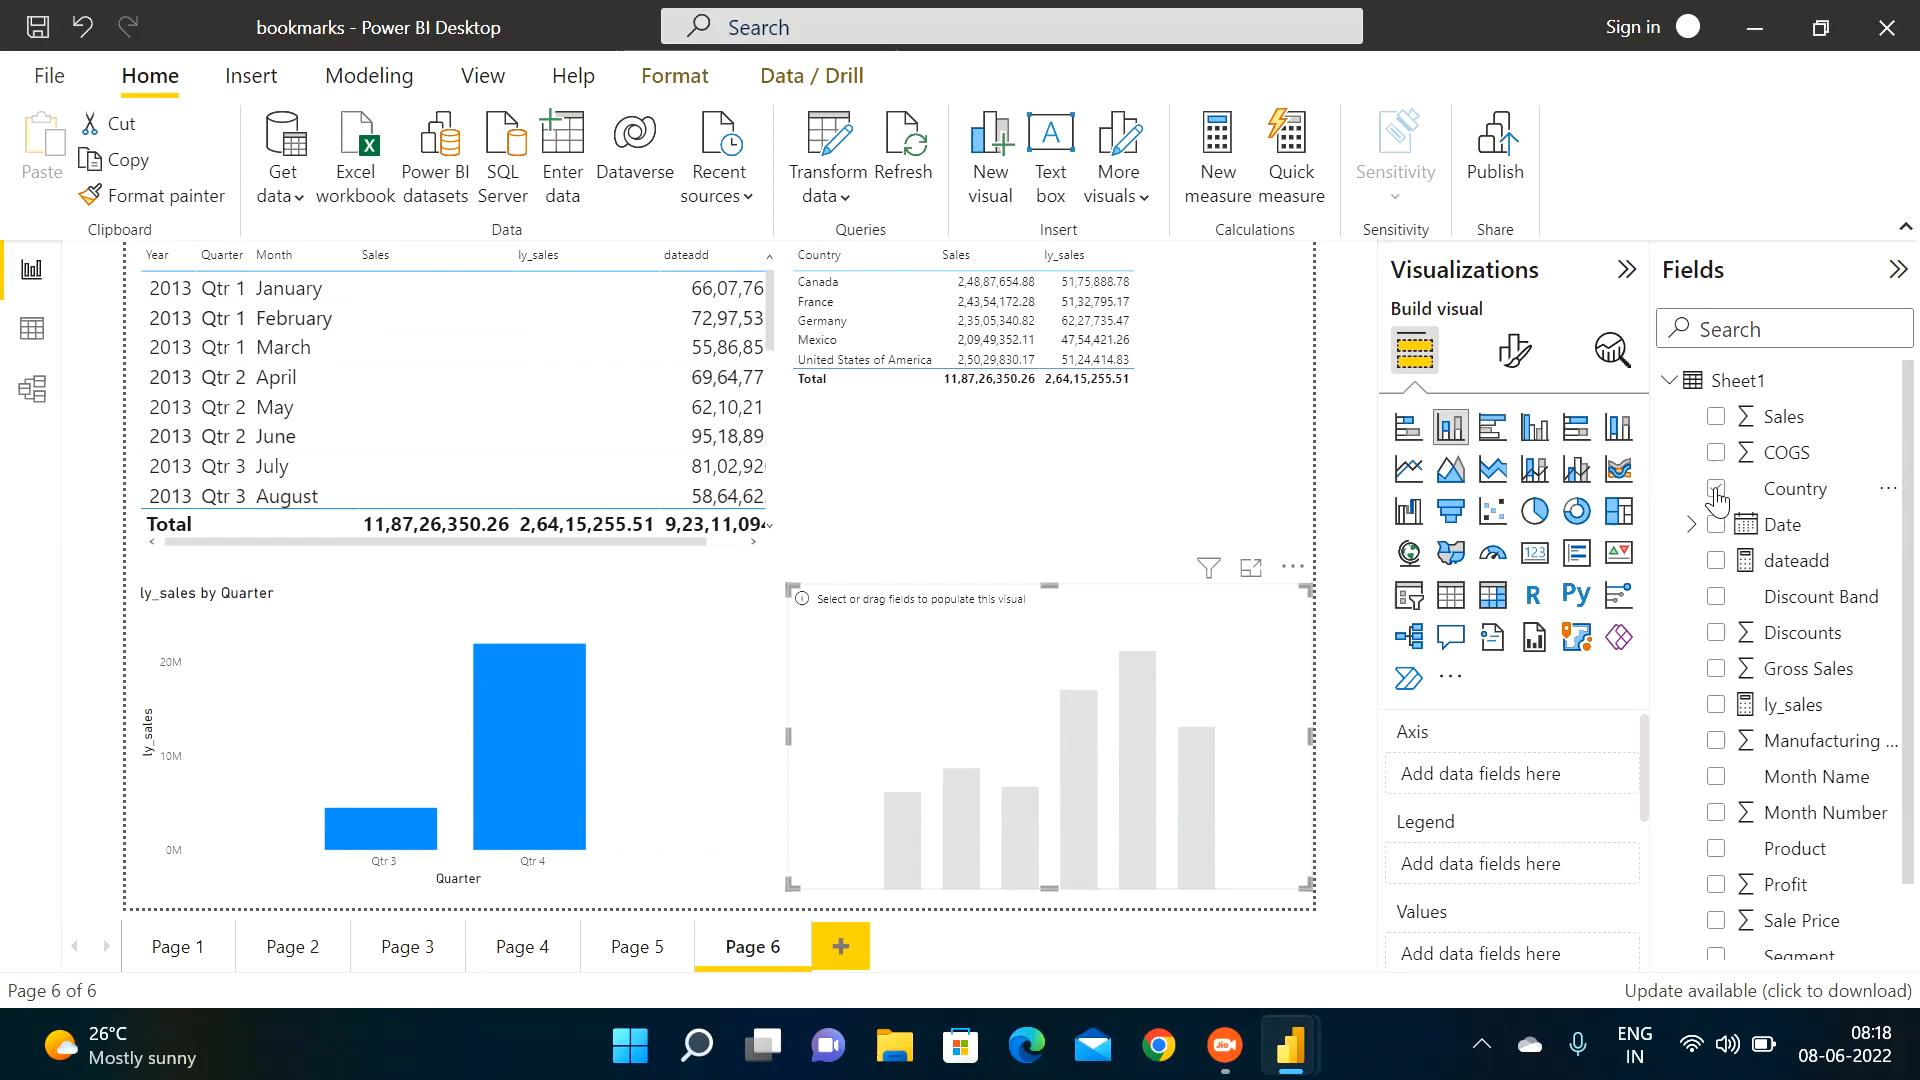 bookmarks - Power BI Desktop
Search
Sign in
File
Home
Insert
Modeling
View
Help
Format
Data / Drill
Paste
Cut
Copy
Format painter
Clipboard
Get data
Excel workbook
Power BI datasets
SQL Server
Enter data
Dataverse
Recent sources
Data
Transform data
Refresh
Queries
New visual
Text box
More visuals
Insert
New measure
Quick measure
Calculations
Sensitivity
Sensitivity
Publish
Share
Year Quarter Month Sales ly_sales dateadd
2013 Qtr 1 January 66,07,76
2013 Qtr 1 February 72,97,53
2013 Qtr 1 March 55,86,85
2013 Qtr 2 April 69,64,77
2013 Qtr 2 May 62,10,21
2013 Qtr 2 June 95,18,89
2013 Qtr 3 July 81,02,920
2013 Qtr 3 August 58,64,62
Total 11,87,26,350.26 2,64,15,255.51 9,23,11,094
Country Sales ly_sales
Canada 2,48,87,654.88 51,75,888.78
France 2,43,54,172.28 51,32,795.17
Germany 2,35,05,340.82 62,27,735.47
Mexico 2,09,49,352.11 47,54,421.26
United States of America 2,50,29,830.17 51,24,414.83
Total 11,87,26,350.26 2,64,15,255.51
ly_sales by Quarter
20M
10M
0M
ly_sales
Qtr 3
Qtr 4
Quarter
Select or drag fields to populate this visual
Visualizations
Build visual
123
R
Py
Axis
Add data fields here
Legend
Add data fields here
Values
Add data fields here
Fields
Search
Sheet1
Sales
COGS
Country
Date
dateadd
Discount Band
Discounts
Gross Sales
ly_sales
Manufacturing ...
Month Name
Month Number
Product
Profit
Sale Price
Segment
Page 1
Page 2
Page 3
Page 4
Page 5
Page 6
Page 6 of 6
Update available (click to download)
26°C
Mostly sunny
Jio
ENG
IN
08:18
08-06-2022